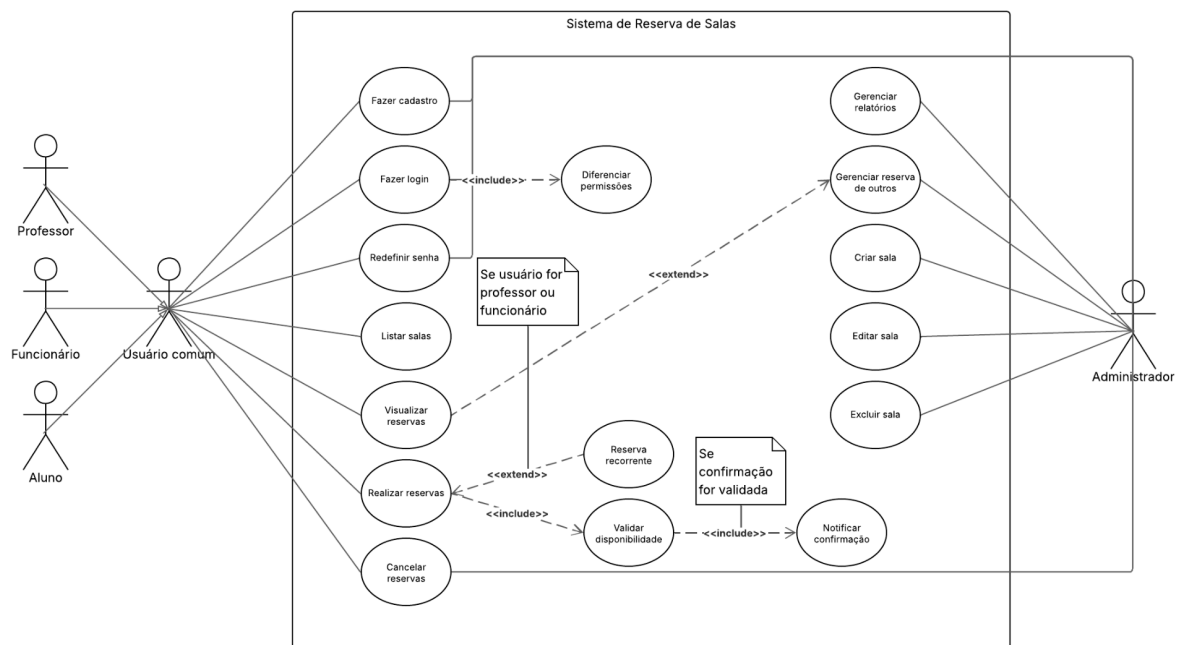 Sistema de Reserva de Salas
Fazer cadastro
Gerenciar
relatórios
Professor
Fazer login
<<include>>
Diferenciar
permissões
Gerenciar reserva
de outros
Redefinir senha
Se usuário for
professor ou
funcionário
<<extend>>
Criar sala
Funcionário
Usuário comum
Listar salas
Editar sala
Administrador
Visualizar
reservas
Excluir sala
Aluno
Reserva
recorrente
Se
confirmação
for validada
<<extend>>
Realizar reservas
<<include>>
Validar
disponibilidade
<<include>>
Notificar
confirmação
Cancelar
reservas